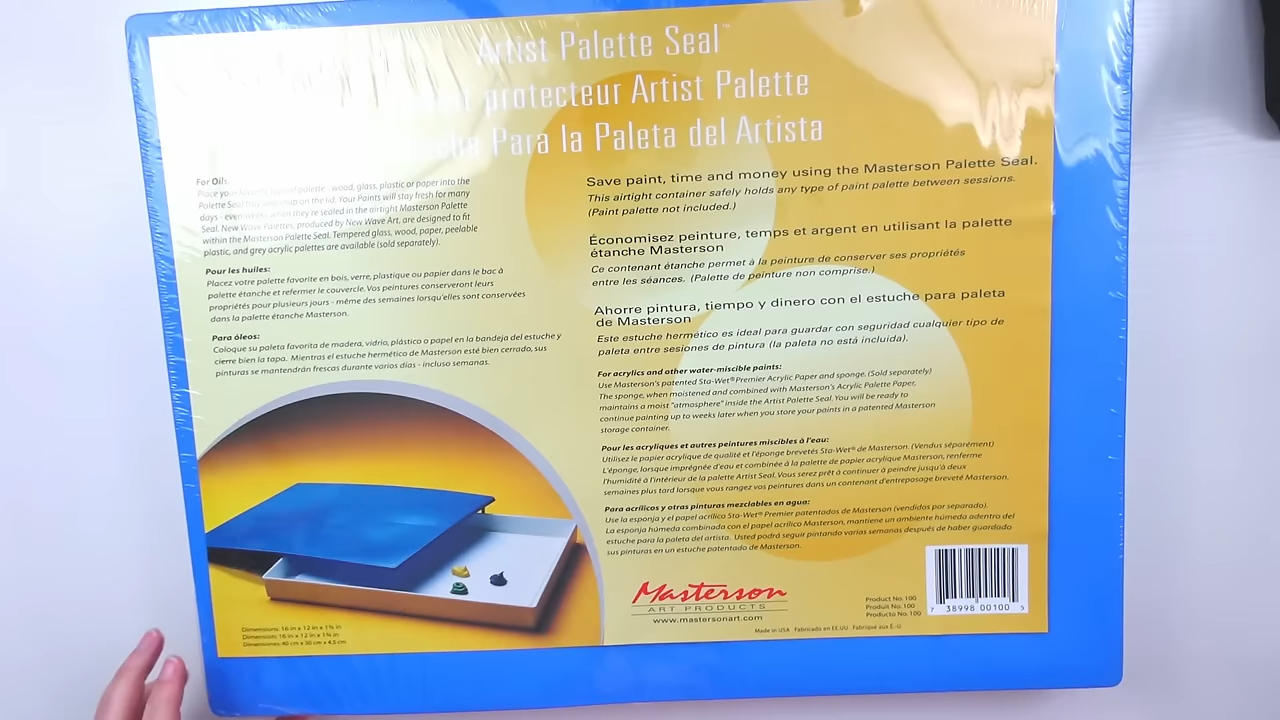 Artist Palette Seal™
protecteur Artist Palette
Para la Paleta del Artista
For Oils:
Place your palette - wood, glass, plastic or paper into the
Palette Seal tray and snap on the lid. Your Paints will stay fresh for many
days - even weeks when they're sealed in the airtight Masterson Palette
Seal. New Wave Palettes, produced by New Wave Art, are designed to fit
within the Masterson Palette Seal. Tempered glass, wood, paper, peelable
plastic, and grey acrylic palettes are available (sold separately).
Pour les huiles:
Placez votre palette favorite en bois, verre, plastique ou papier dans le bac à
palette étanche et refermer le couvercle. Vos peintures conserveront leurs
propriétés pour plusieurs jours - même des semaines lorsqu'elles sont conservées
dans la palette étanche Masterson.
Para óleos:
Coloque su paleta favorita de madera, vidrio, plástico o papel en la bandeja del estuche y
cierre bien la tapa. Mientras el estuche hermético de Masterson esté bien cerrado, sus
pinturas se mantendrán frescas durante varios días - incluso semanas.
Dimensions: 16 in x 12 in x 1¾ in
Dimensions: 16 in x 12 in x 1¾ in
Dimensiones: 40 cm x 30 cm x 4.5 cm
Save paint, time and money using the Masterson Palette Seal.
This airtight container safely holds any type of paint palette between sessions.
(Paint palette not included.)
Économisez peinture, temps et argent en utilisant la palette
étanche Masterson
Ce contenant étanche permet à la peinture de conserver ses propriétés
entre les séances. (Palette de peinture non comprise.)
Ahorre pintura, tiempo y dinero con el estuche para paleta
de Masterson
Este estuche hermético es ideal para guardar con seguridad cualquier tipo de
paleta entre sesiones de pintura (la paleta no está incluida).
For acrylics and other water-miscible paints:
Use Masterson's patented Sta-Wet® Premier Acrylic Paper and sponge. (Sold separately)
The sponge, when moistened and combined with Masterson's Acrylic Palette Paper,
maintains a moist "atmosphere" inside the Artist Palette Seal. You will be ready to
continue painting up to weeks later when you store your paints in a patented Masterson
storage container.
Pour les acryliques et autres peintures miscibles à l'eau:
Utilisez le papier acrylique de qualité et l'éponge brevetés Sta-Wet® de Masterson. (Vendus séparément)
L'éponge, lorsque imprégnée d'eau et combinée à la palette de papier acrylique Masterson, renferme
l'humidité à l'intérieur de la palette Artist Seal. Vous serez prêt à continuer à peindre jusqu'à deux
semaines plus tard lorsque vous rangez vos peintures dans un contenant d'entreposage breveté Masterson.
Para acrílicos y otras pinturas mezclables en agua:
Use la esponja y el papel acrílico Sta-Wet® Premier patentados de Masterson (vendidos por separado).
La esponja húmeda combinada con el papel acrílico Masterson, mantiene un ambiente húmedo adentro del
estuche para la paleta del artista. Usted podrá seguir pintando varias semanas después de haber guardado
sus pinturas en un estuche patentado de Masterson.
Masterson
ART PRODUCTS
www.mastersonart.com
Product No. 100
Produit No. 100
Producto No. 100
7 38998 00100 5
Made in USA Fabricado en EE.UU. Fabriqué aux É.-U.